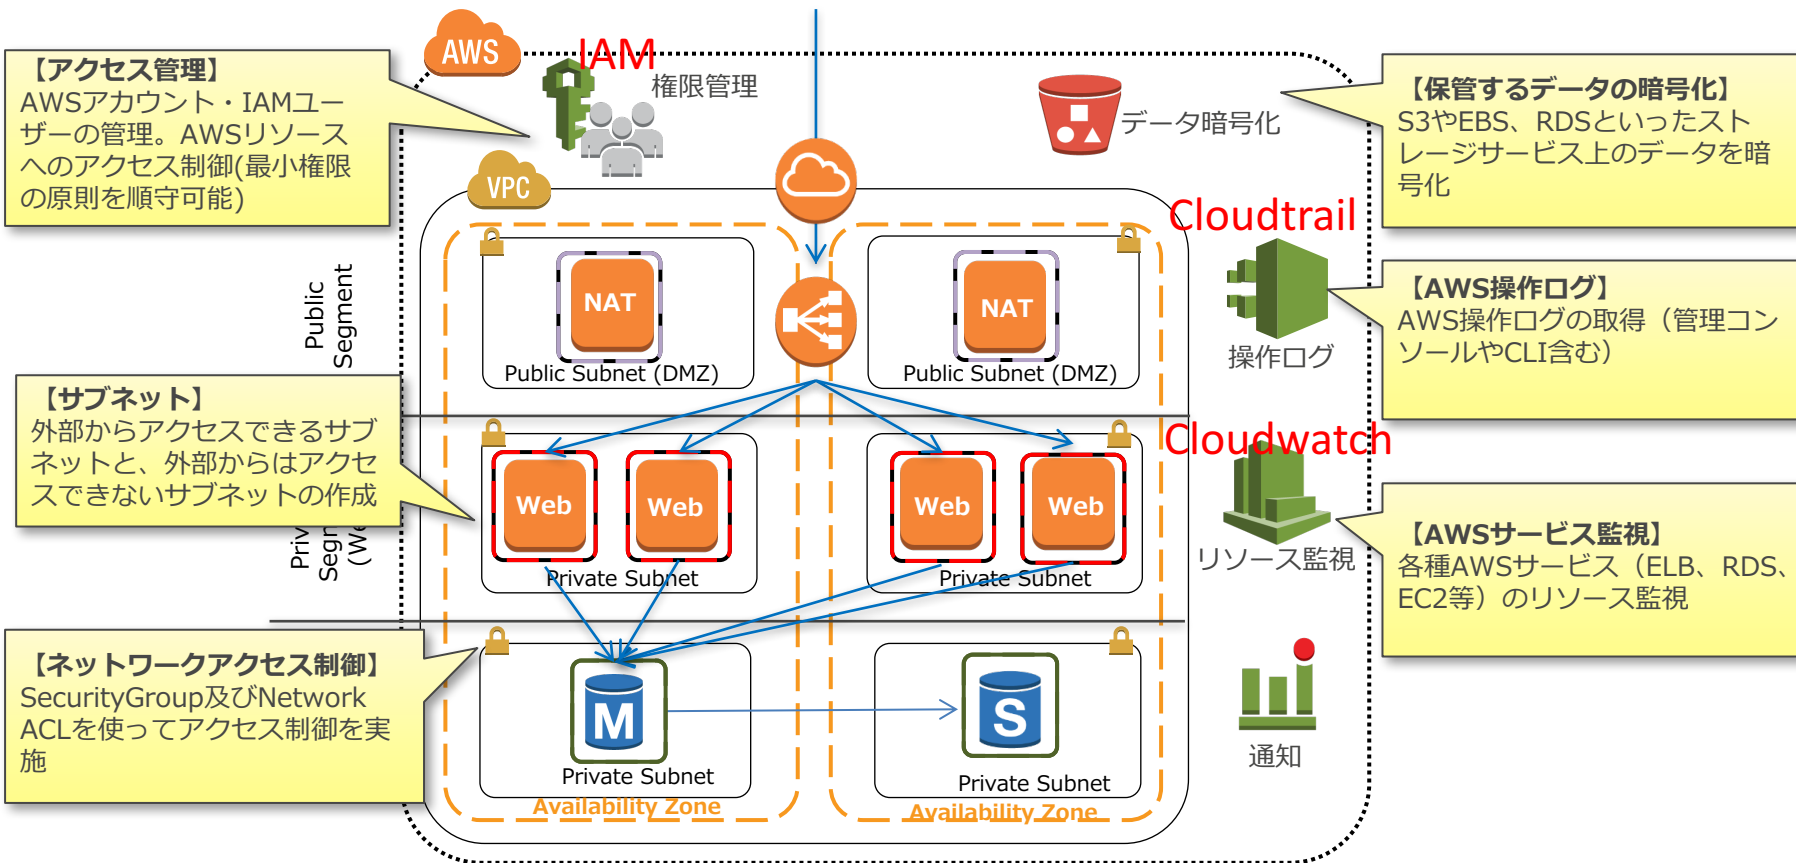 AWS
IAM
権限管理
データ暗号化
【アクセス管理】
AWSアカウント・IAMユー
ザーの管理。AWSリソース
へのアクセス制御(最小権限
の原則を順守可能)
【保管するデータの暗号化】
S3やEBS、RDSといったスト
レージサービス上のデータを暗
号化
VPC
Cloudtrail
操作ログ
【AWS操作ログ】
AWS操作ログの取得（管理コン
ソールやCLI含む）
Public
Segment
NAT
Public Subnet (DMZ)
NAT
Public Subnet (DMZ)
【サブネット】
外部からアクセスできるサブ
ネットと、外部からはアクセ
スできないサブネットの作成
Priv
Segm
(We
Web
Web
Private Subnet
Web
Web
Private Subnet
Cloudwatch
リソース監視
【AWSサービス監視】
各種AWSサービス（ELB、RDS、
EC2等）のリソース監視
【ネットワークアクセス制御】
SecurityGroup及びNetwork
ACLを使ってアクセス制御を実
施
M
Private Subnet
Availability Zone
S
Private Subnet
Availability Zone
通知